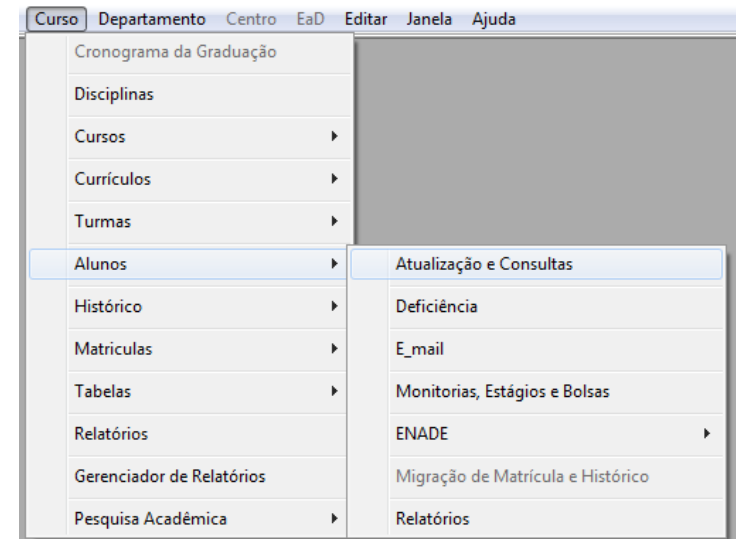 Curso Departamento Centro EaD Editar Janela Ajuda
Cronograma da Graduação
Disciplinas
Cursos
Currículos
Turmas
Alunos
Histórico
Matriculas
Tabelas
Relatórios
Gerenciador de Relatórios
Pesquisa Acadêmica
Atualização e Consultas
Deficiência
E_mail
Monitorias, Estágios e Bolsas
ENADE
Migração de Matrícula e Histórico
Relatórios